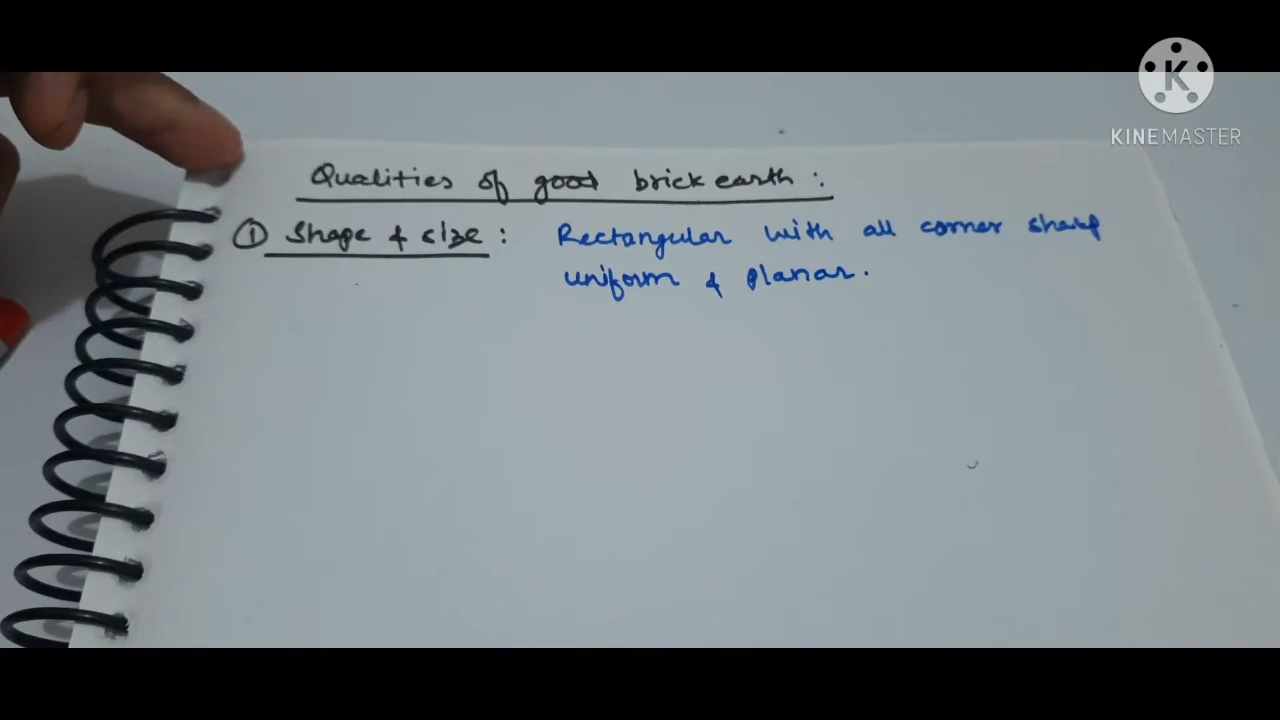 KINEMASTER
Qualities of good brick earth :
① Shape & size : Rectangular with all corner sharp
uniform & planar.